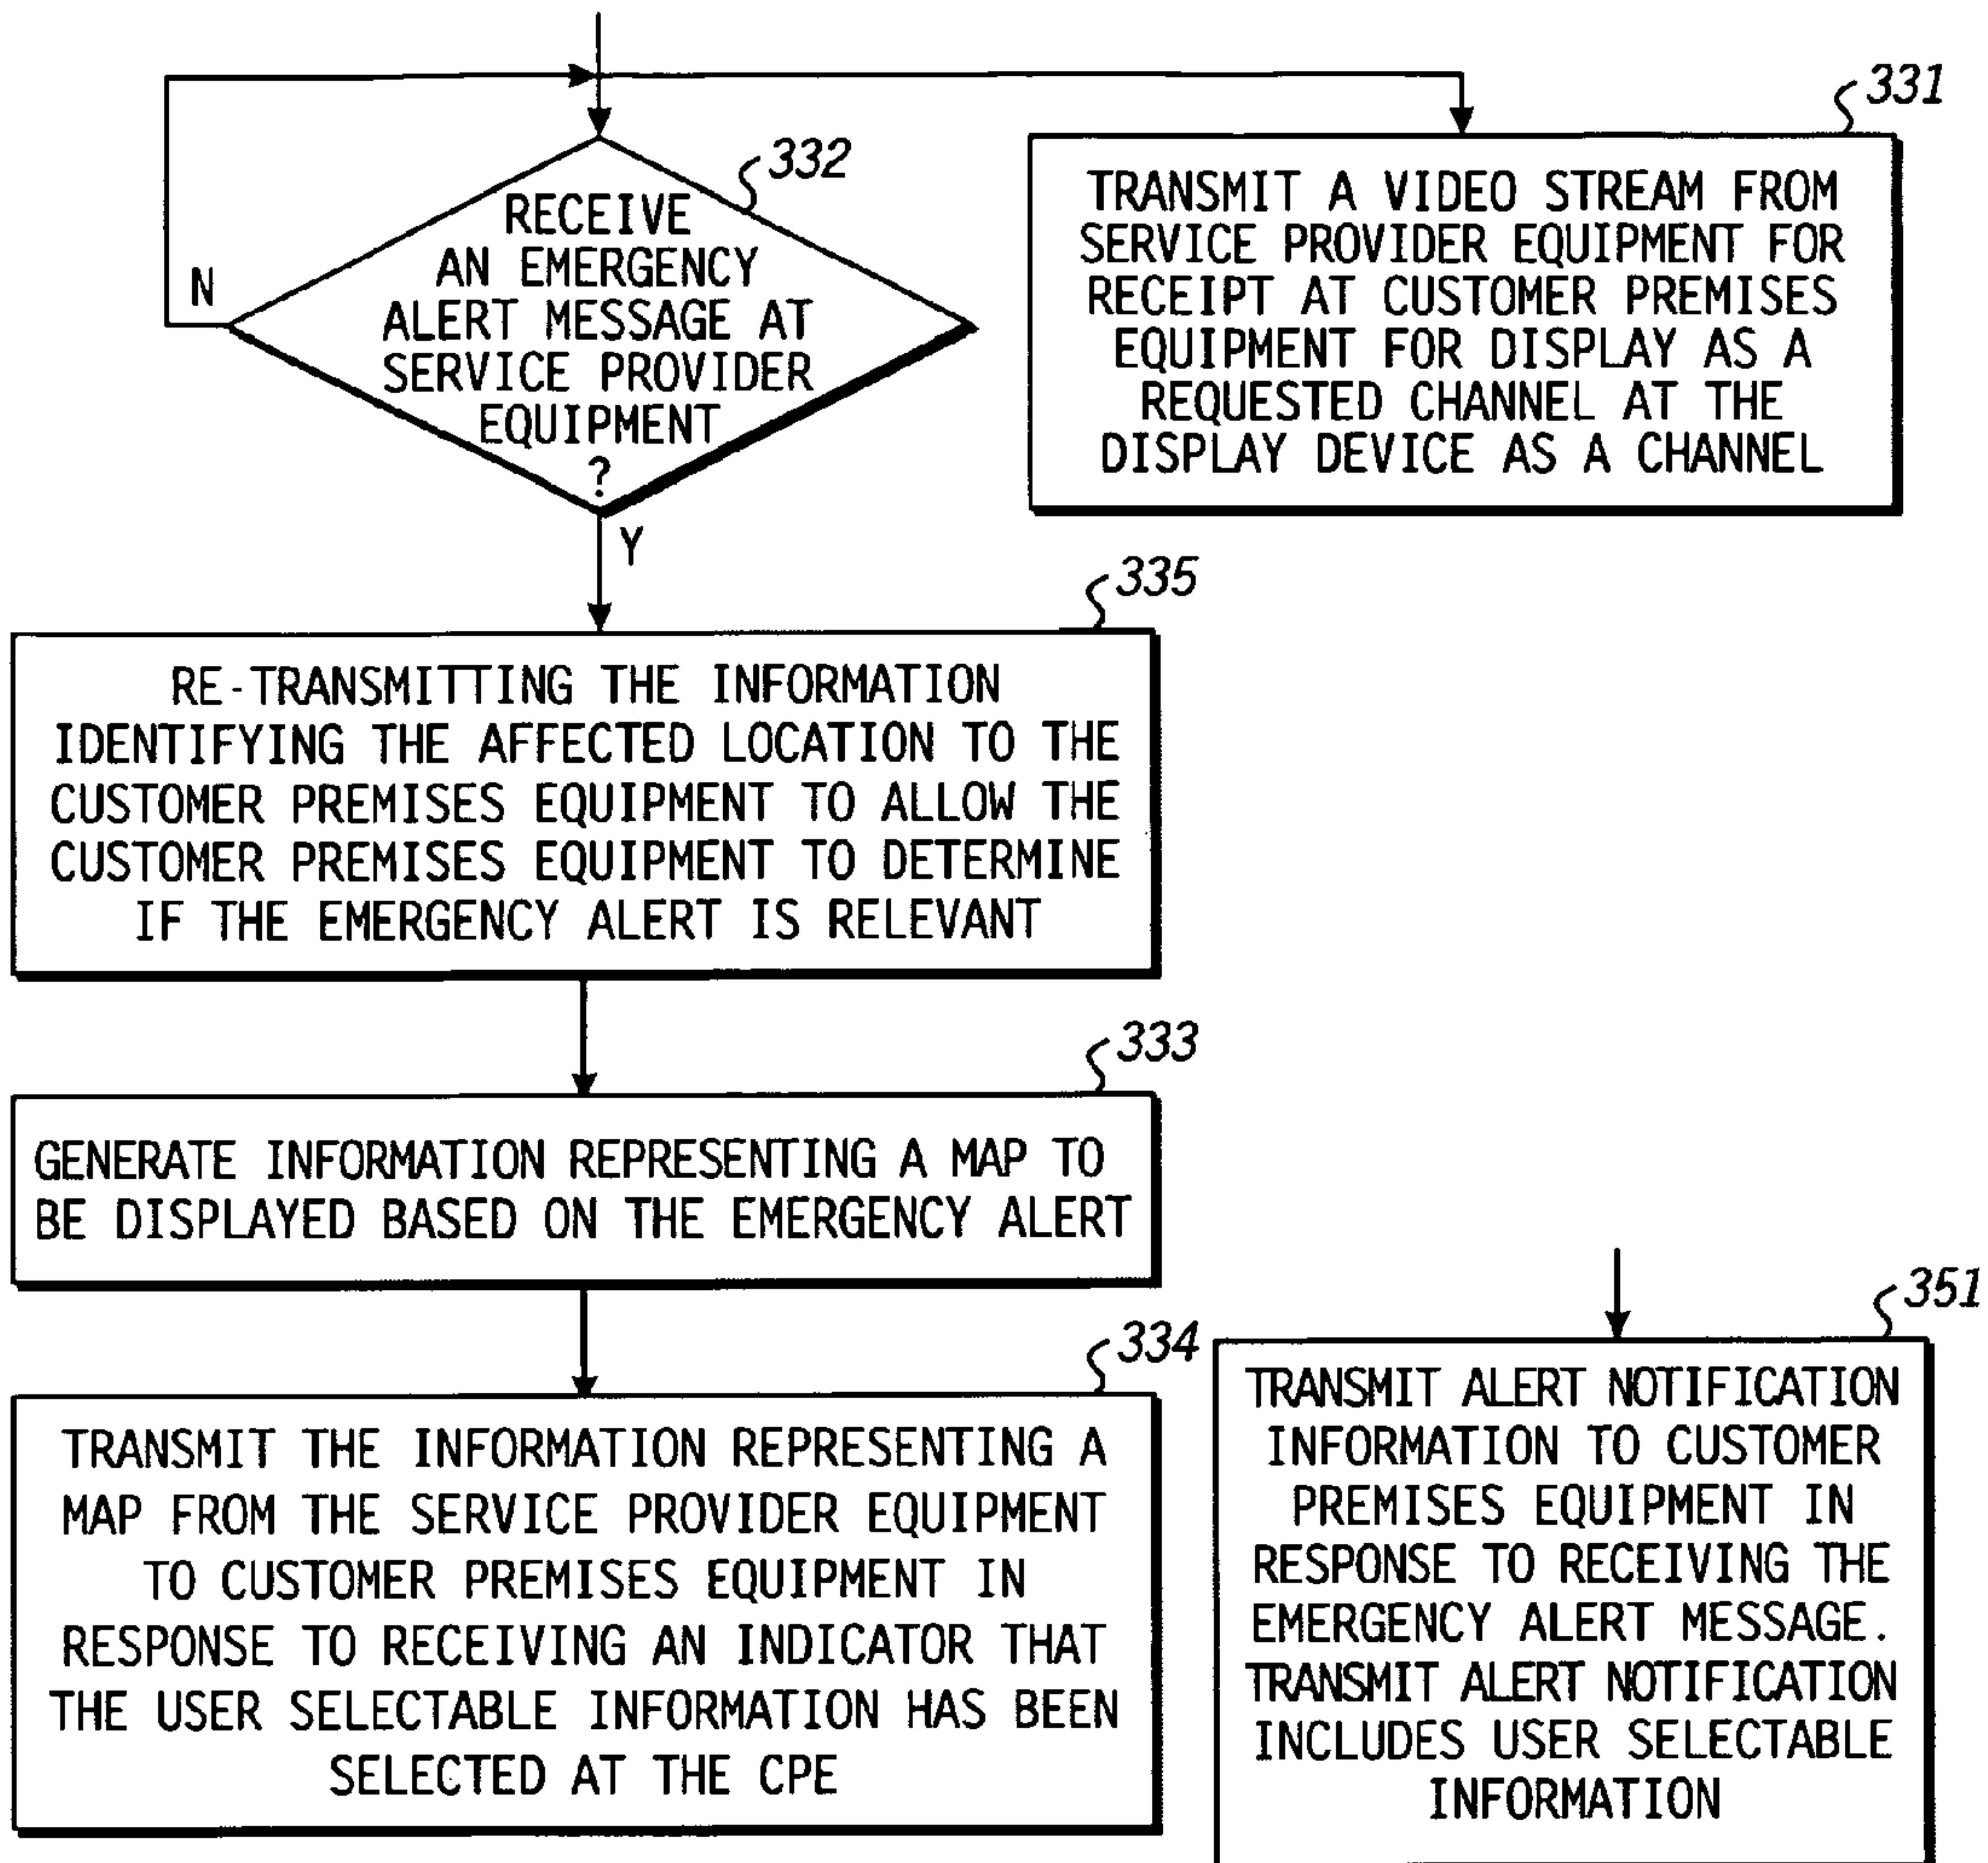 331
332
RECEIVE
AN EMERGENCY
ALERT MESSAGE AT
SERVICE PROVIDER
EQUIPMENT
?
N
Y
TRANSMIT A VIDEO STREAM FROM
SERVICE PROVIDER EQUIPMENT FOR
RECEIPT AT CUSTOMER PREMISES
EQUIPMENT FOR DISPLAY AS A
REQUESTED CHANNEL AT THE
DISPLAY DEVICE AS A CHANNEL
335
RE-TRANSMITTING THE INFORMATION
IDENTIFYING THE AFFECTED LOCATION TO THE
CUSTOMER PREMISES EQUIPMENT TO ALLOW THE
CUSTOMER PREMISES EQUIPMENT TO DETERMINE
IF THE EMERGENCY ALERT IS RELEVANT
333
GENERATE INFORMATION REPRESENTING A MAP TO
BE DISPLAYED BASED ON THE EMERGENCY ALERT
334
TRANSMIT THE INFORMATION REPRESENTING A
MAP FROM THE SERVICE PROVIDER EQUIPMENT
TO CUSTOMER PREMISES EQUIPMENT IN
RESPONSE TO RECEIVING AN INDICATOR THAT
THE USER SELECTABLE INFORMATION HAS BEEN
SELECTED AT THE CPE
351
TRANSMIT ALERT NOTIFICATION
INFORMATION TO CUSTOMER
PREMISES EQUIPMENT IN
RESPONSE TO RECEIVING THE
EMERGENCY ALERT MESSAGE.
TRANSMIT ALERT NOTIFICATION
INCLUDES USER SELECTABLE
INFORMATION